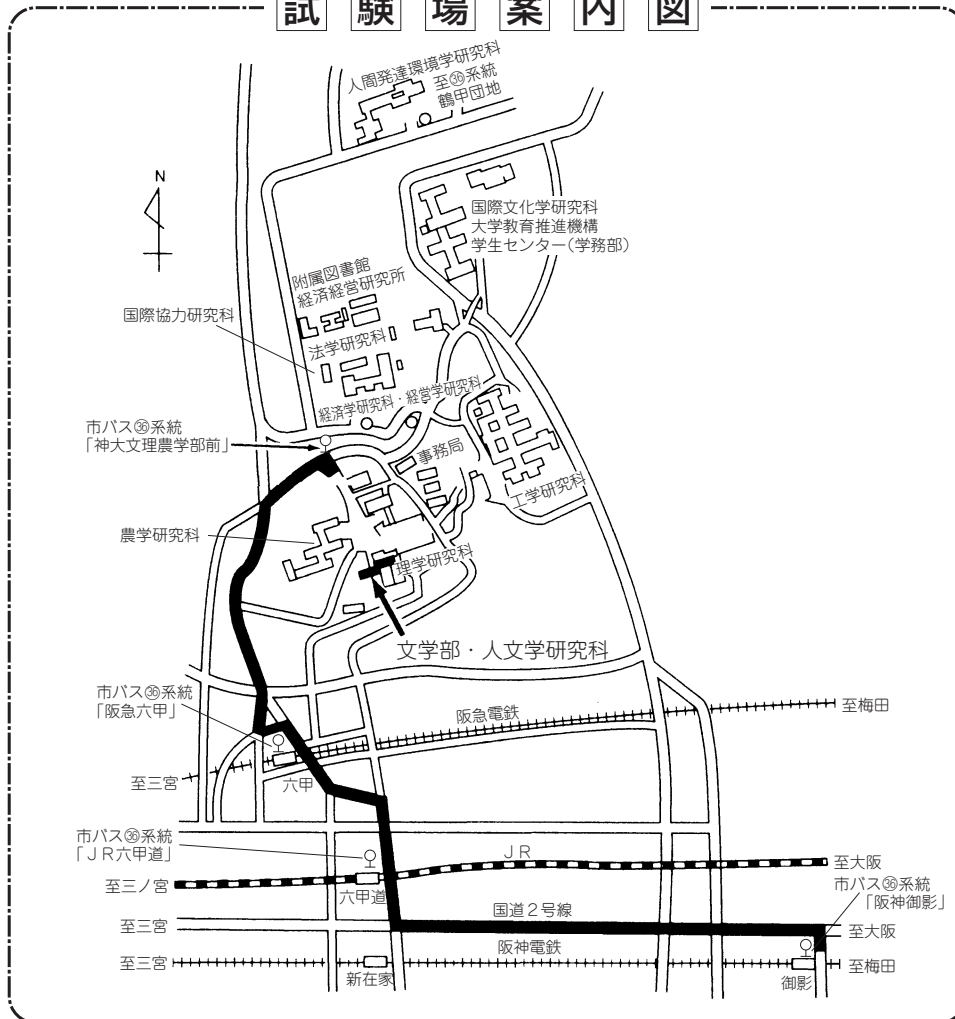 試験場案内図
人間発達環境学研究科
至㊱系統
鶴甲団地
N
国際文化学研究科
大学教育推進機構
学生センター(学務部)
附属図書館
経済経営研究所
国際協力研究科
法学研究科
経済学研究科・経営学研究科
市バス㊱系統
「神大文理農学部前」
事務局
工学研究科
農学研究科
理学研究科
文学部・人文学研究科
市バス㊱系統
「阪急六甲」
阪急電鉄
至梅田
至三宮
六甲
市バス㊱系統
「JR六甲道」
JR
至大阪
至三ノ宮
六甲道
市バス㊱系統
「阪神御影」
国道2号線
至三宮
至大阪
阪神電鉄
至三宮
新在家
御影
至梅田